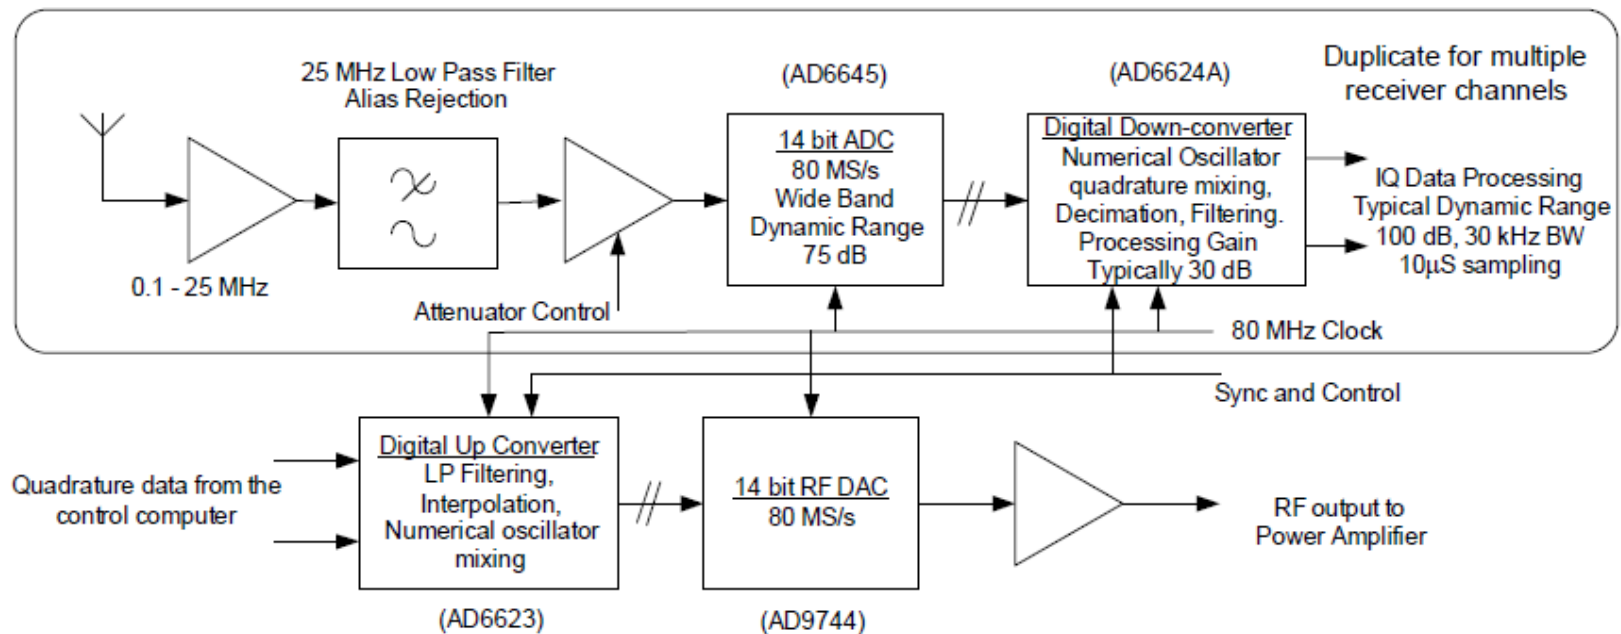 25 MHz Low Pass Filter
Alias Rejection
(AD6645)
(AD6624A)
Duplicate for multiple
receiver channels
0.1 - 25 MHz
Attenuator Control
14 bit ADC
80 MS/s
Wide Band
Dynamic Range
75 dB
Digital Down-converter
Numerical Oscillator
quadrature mixing,
Decimation, Filtering.
Processing Gain
Typically 30 dB
IQ Data Processing
Typical Dynamic Range
100 dB, 30 kHz BW
10µS sampling
80 MHz Clock
Sync and Control
Quadrature data from the
control computer
Digital Up Converter
LP Filtering,
Interpolation,
Numerical oscillator
mixing
(AD6623)
14 bit RF DAC
80 MS/s
(AD9744)
RF output to
Power Amplifier